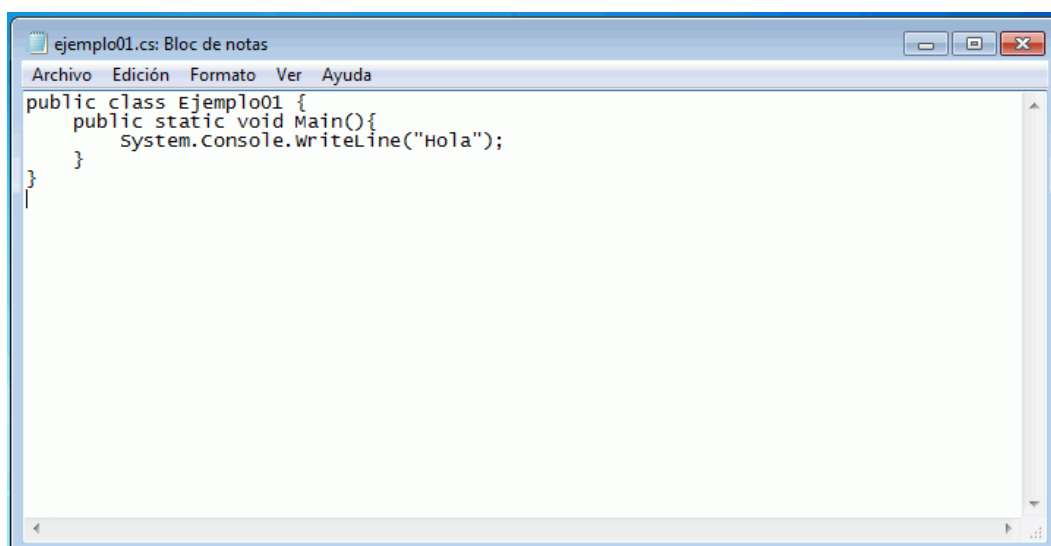 ejemplo01.cs: Bloc de notas
Archivo Edición Formato Ver Ayuda
public class Ejemplo01 {
    public static void Main(){
        System.Console.WriteLine("Hola");
    }
}